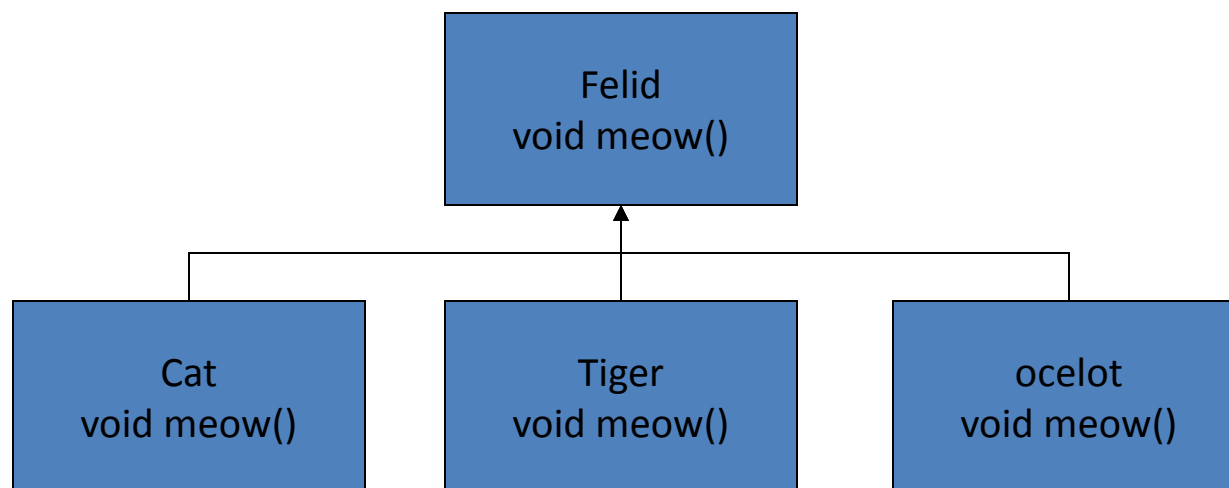 Felid
void meow()
Cat
void meow()
Tiger
void meow()
ocelot
void meow()